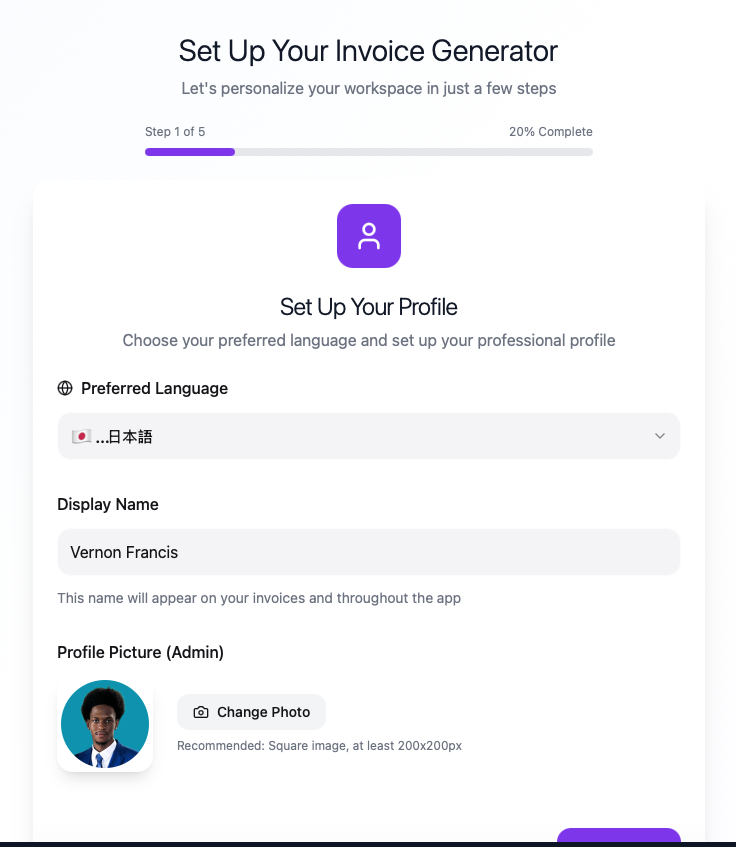 Set Up Your Invoice Generator
Let's personalize your workspace in just a few steps
Step 1 of 5
20% Complete
Set Up Your Profile
Choose your preferred language and set up your professional profile
Preferred Language
...日本語
Display Name
Vernon Francis
This name will appear on your invoices and throughout the app
Profile Picture (Admin)
Change Photo
Recommended: Square image, at least 200x200px